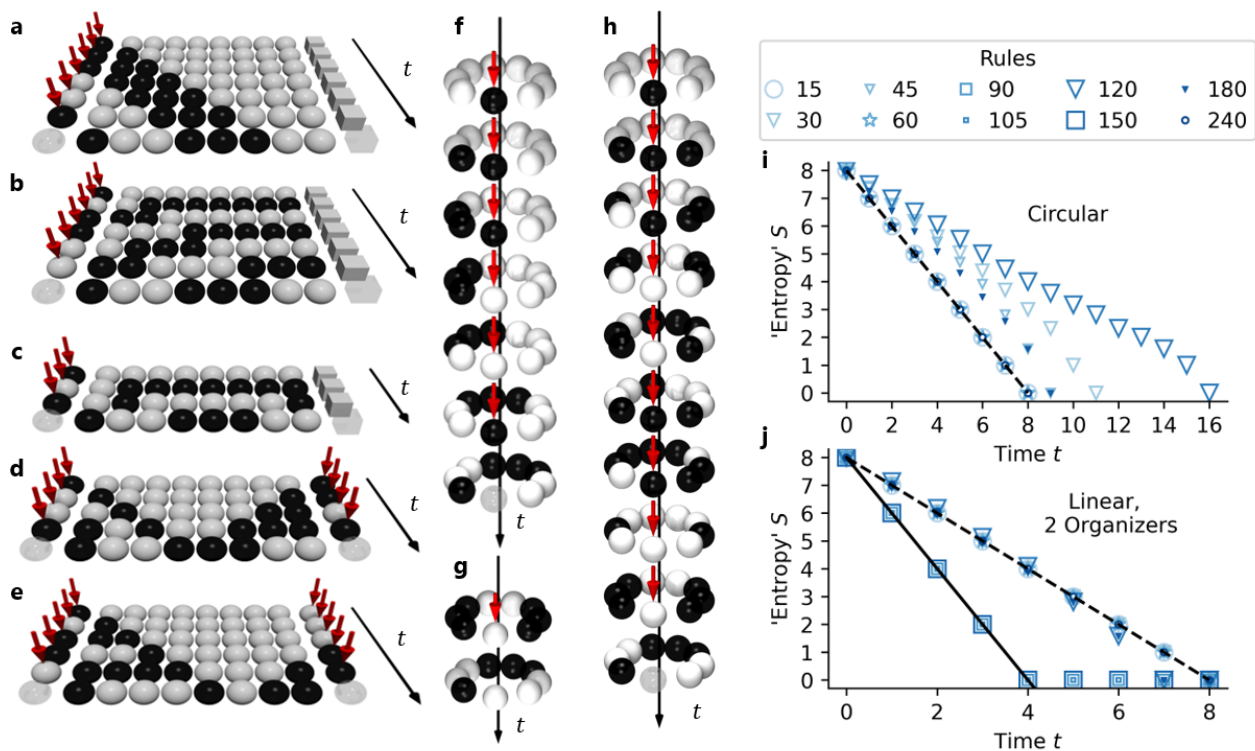 a
t
b
t
c
t
d
t
e
t
f
t
g
t
h
t
Rules
15 45 90 120 180
30 60 105 150 240
i
'Entropy' S
8
7
6
5
4
3
2
1
0
Circular
0 2 4 6 8 10 12 14 16
Time t
j
'Entropy' S
8
7
6
5
4
3
2
1
0
Linear,
2 Organizers
0 2 4 6 8
Time t